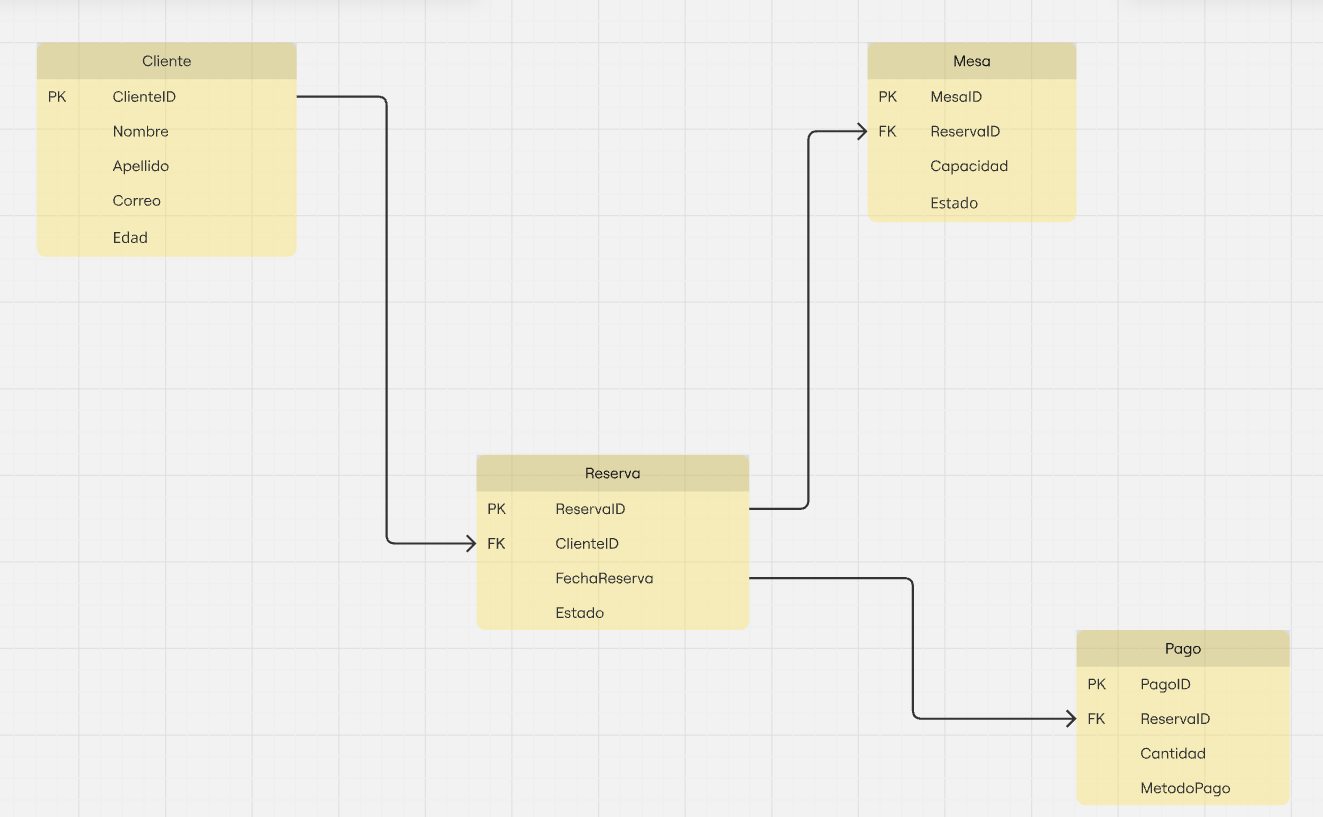 Cliente
PK ClienteID
Nombre
Apellido
Correo
Edad
Mesa
PK MesaID
FK ReservaID
Capacidad
Estado
Reserva
PK ReservaID
FK ClienteID
FechaReserva
Estado
Pago
PK PagoID
FK ReservaID
Cantidad
MetodoPago